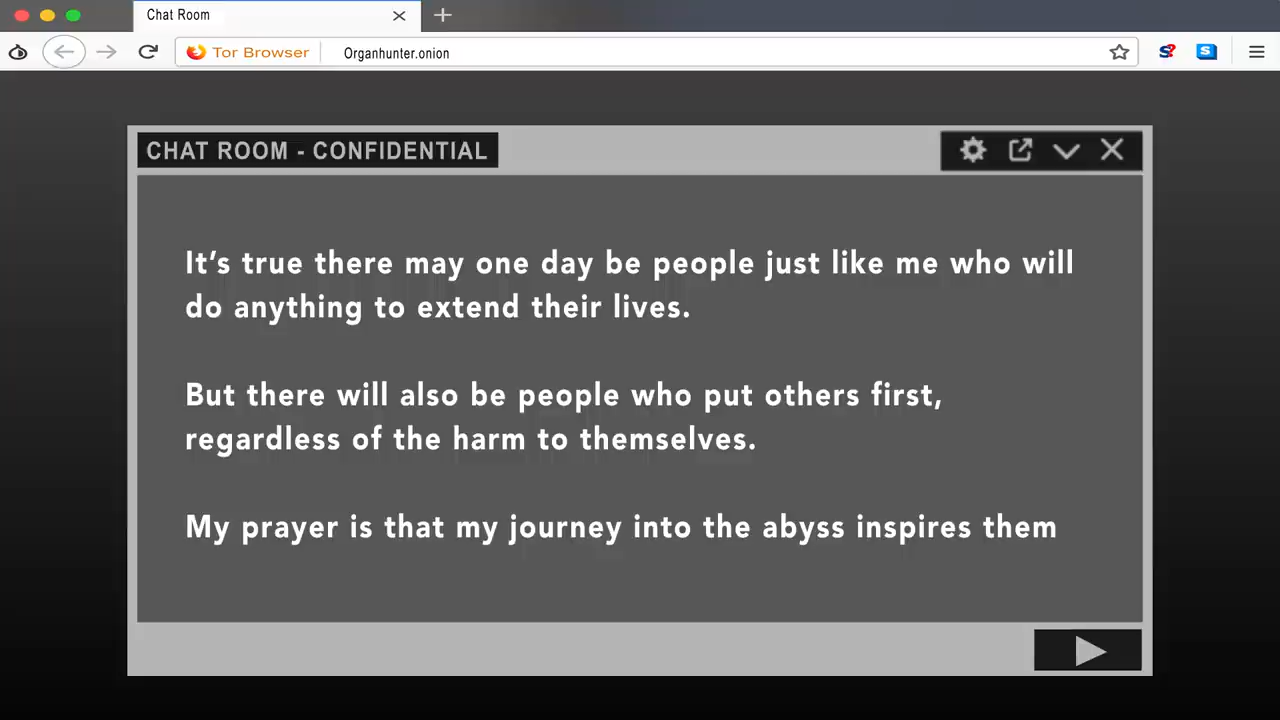 Chat Room
Tor Browser
Organhunter.onion
CHAT ROOM - CONFIDENTIAL
It's true there may one day be people just like me who will
do anything to extend their lives.
But there will also be people who put others first,
regardless of the harm to themselves.
My prayer is that my journey into the abyss inspires them